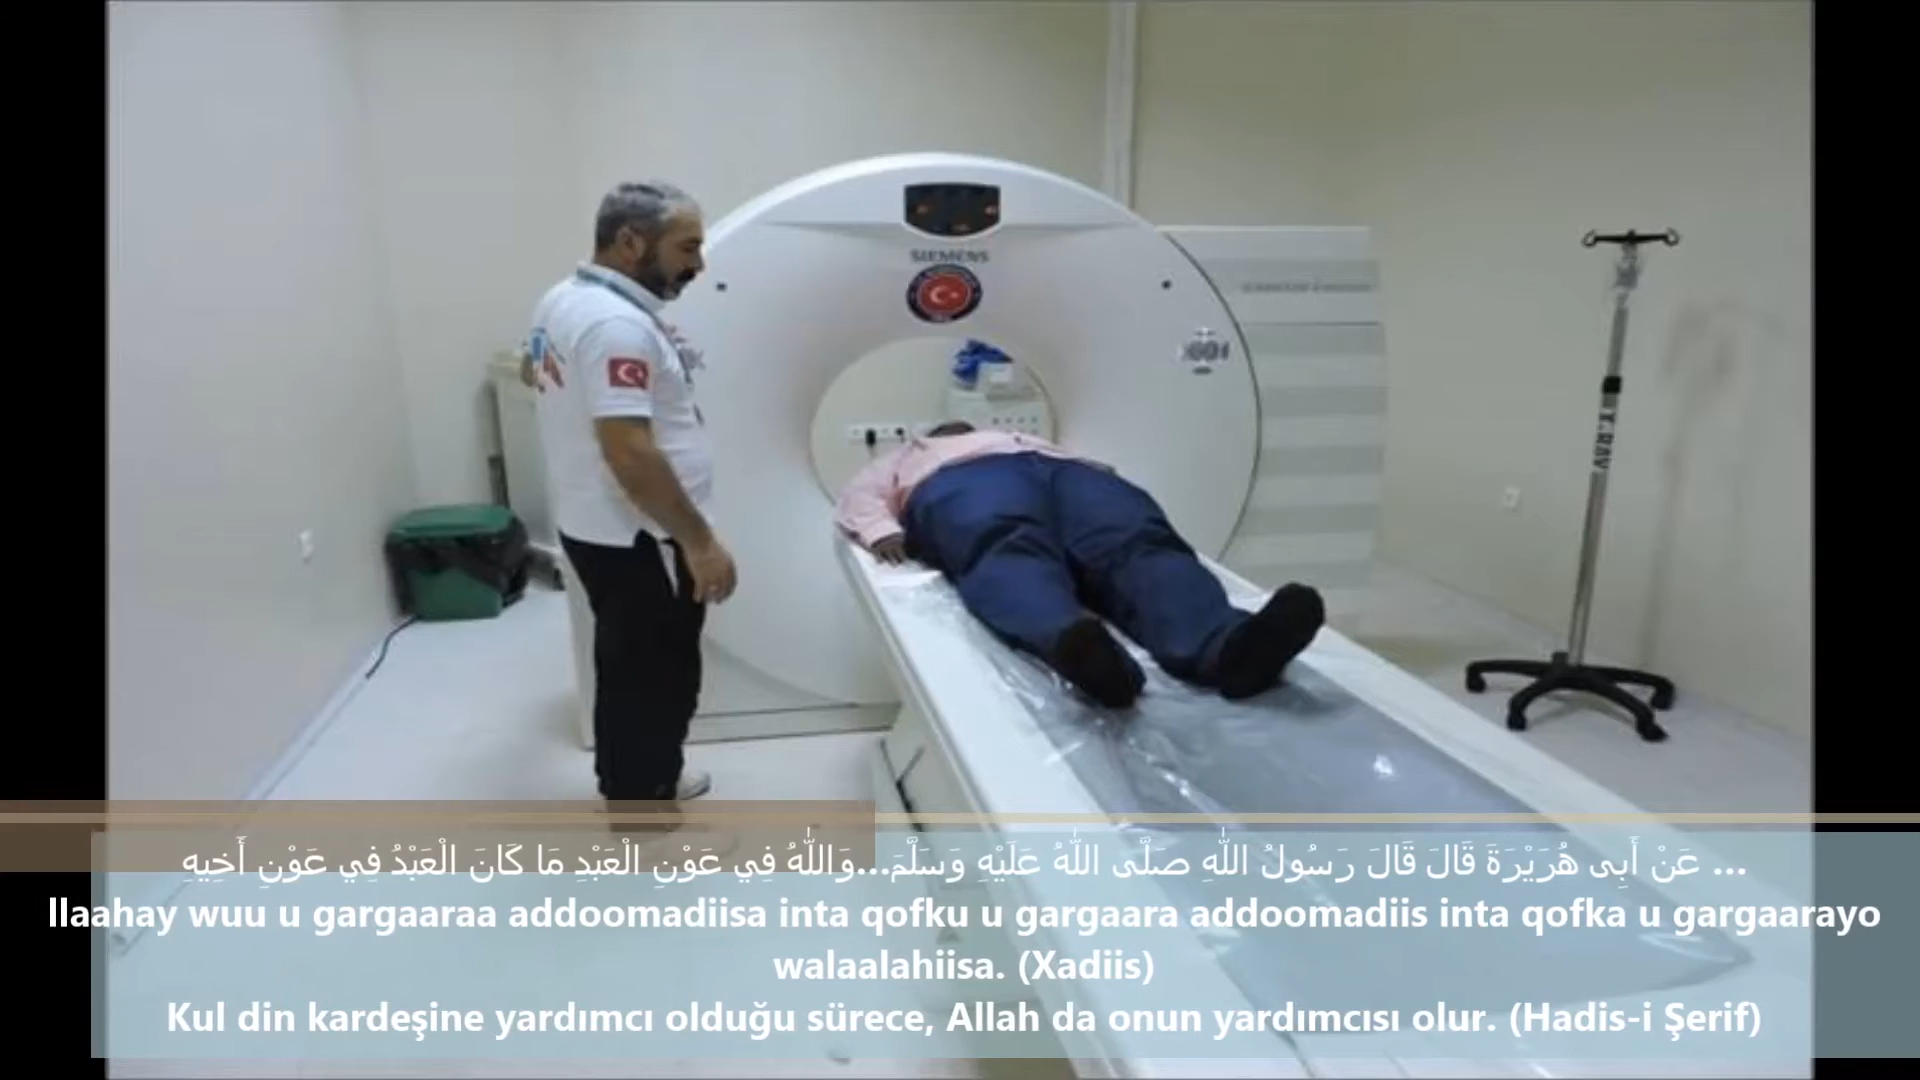 SIEMENS
T.RAY
... عَنْ أَبِى هُرَيْرَةَ قَالَ قَالَ رَسُولُ اللّٰهِ صَلَّى اللّٰهُ عَلَيْهِ وَسَلَّمَ...وَاللّٰهُ فِي عَوْنِ الْعَبْدِ مَا كَانَ الْعَبْدُ فِي عَوْنِ أَخِيهِ
Ilaahay wuu u gargaaraa addoomadiisa inta qofku u gargaara addoomadiis inta qofka u gargaarayo
walaalahiisa. (Xadiis)
Kul din kardeşine yardımcı olduğu sürece, Allah da onun yardımcısı olur. (Hadis-i Şerif)